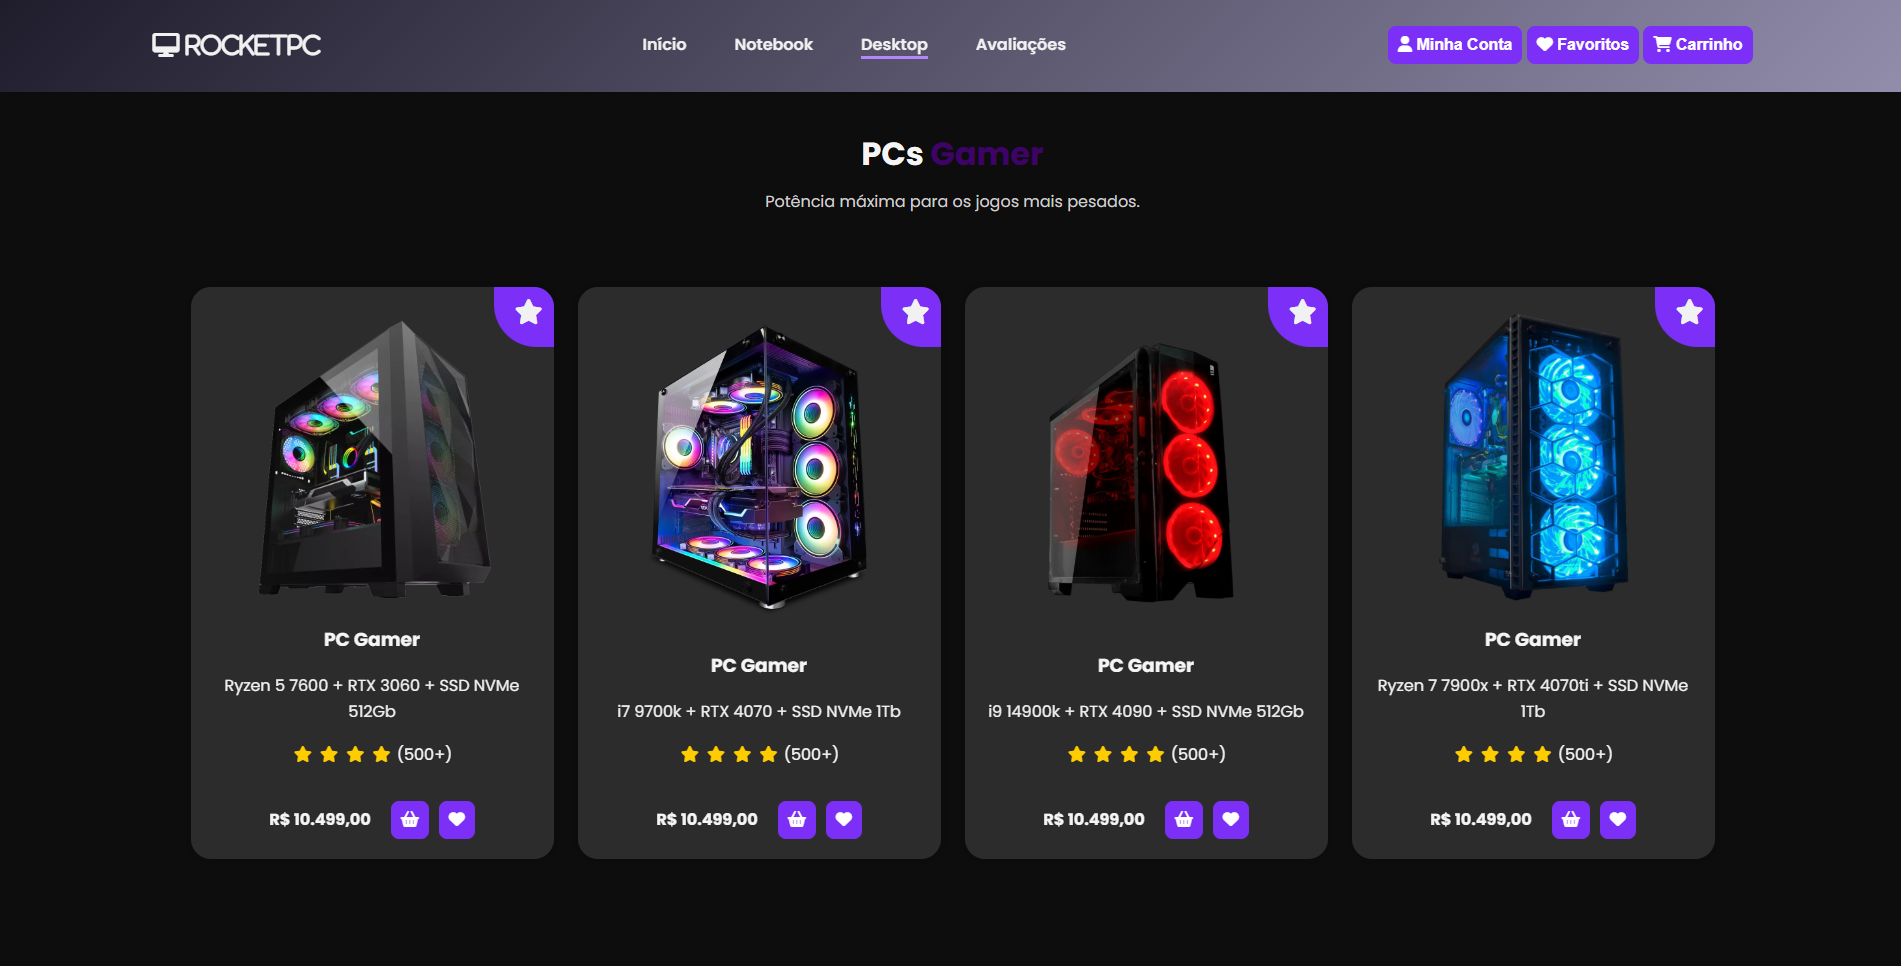 ROCKETPC
Início
Notebook
Desktop
Avaliações
Minha Conta
Favoritos
Carrinho
PCs Gamer
Potência máxima para os jogos mais pesados.
PC Gamer
Ryzen 5 7600 + RTX 3060 + SSD NVMe
512Gb
(500+)
R$ 10.499,00
PC Gamer
i7 9700k + RTX 4070 + SSD NVMe 1Tb
(500+)
R$ 10.499,00
PC Gamer
i9 14900k + RTX 4090 + SSD NVMe 512Gb
(500+)
R$ 10.499,00
PC Gamer
Ryzen 7 7900x + RTX 4070ti + SSD NVMe
1Tb
(500+)
R$ 10.499,00